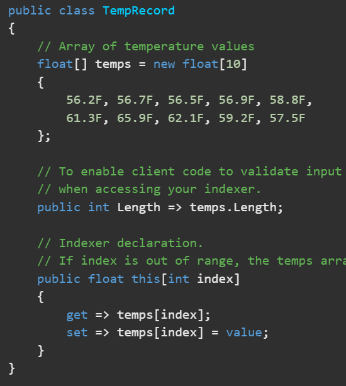 public class TempRecord
{
    // Array of temperature values
    float[] temps = new float[10]
    {
        56.2F, 56.7F, 56.5F, 56.9F, 58.8F,
        61.3F, 65.9F, 62.1F, 59.2F, 57.5F
    };

    // To enable client code to validate input
    // when accessing your indexer.
    public int Length => temps.Length;

    // Indexer declaration.
    // If index is out of range, the temps arra
    public float this[int index]
    {
        get => temps[index];
        set => temps[index] = value;
    }
}